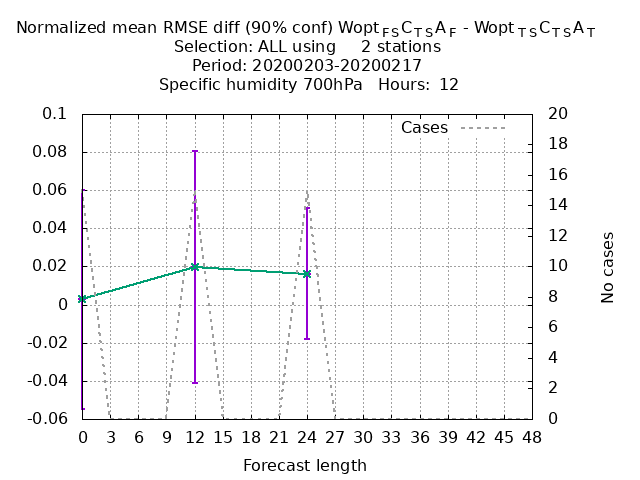 Normalized mean RMSE diff (90% conf) Wopt FS C TS A F - Wopt TS C TS A T
Selection: ALL using 2 stations
Period: 20200203-20200217
Specific humidity 700hPa Hours: 12
Cases
0.1
0.08
0.06
0.04
0.02
0
-0.02
-0.04
-0.06
20
18
16
14
12
10
8
6
4
2
0
No cases
0 3 6 9 12 15 18 21 24 27 30 33 36 39 42 45 48
Forecast length